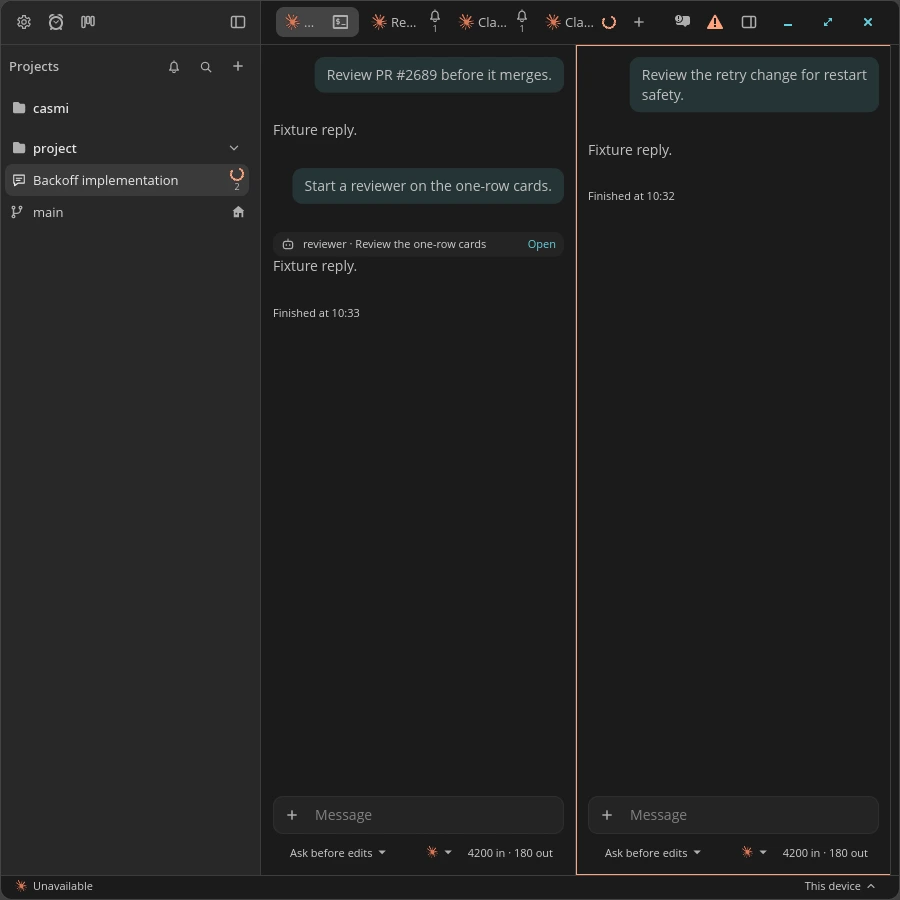 ... Re... 1 Cla... 1 Cla...
Projects
casmi
project
Backoff implementation 2
main
Review PR #2689 before it merges.
Fixture reply.
Start a reviewer on the one-row cards.
reviewer · Review the one-row cards Open
Fixture reply.
Finished at 10:33
Message
Ask before edits 4200 in · 180 out
Review the retry change for restart
safety.
Fixture reply.
Finished at 10:32
Message
Ask before edits 4200 in · 180 out
Unavailable This device